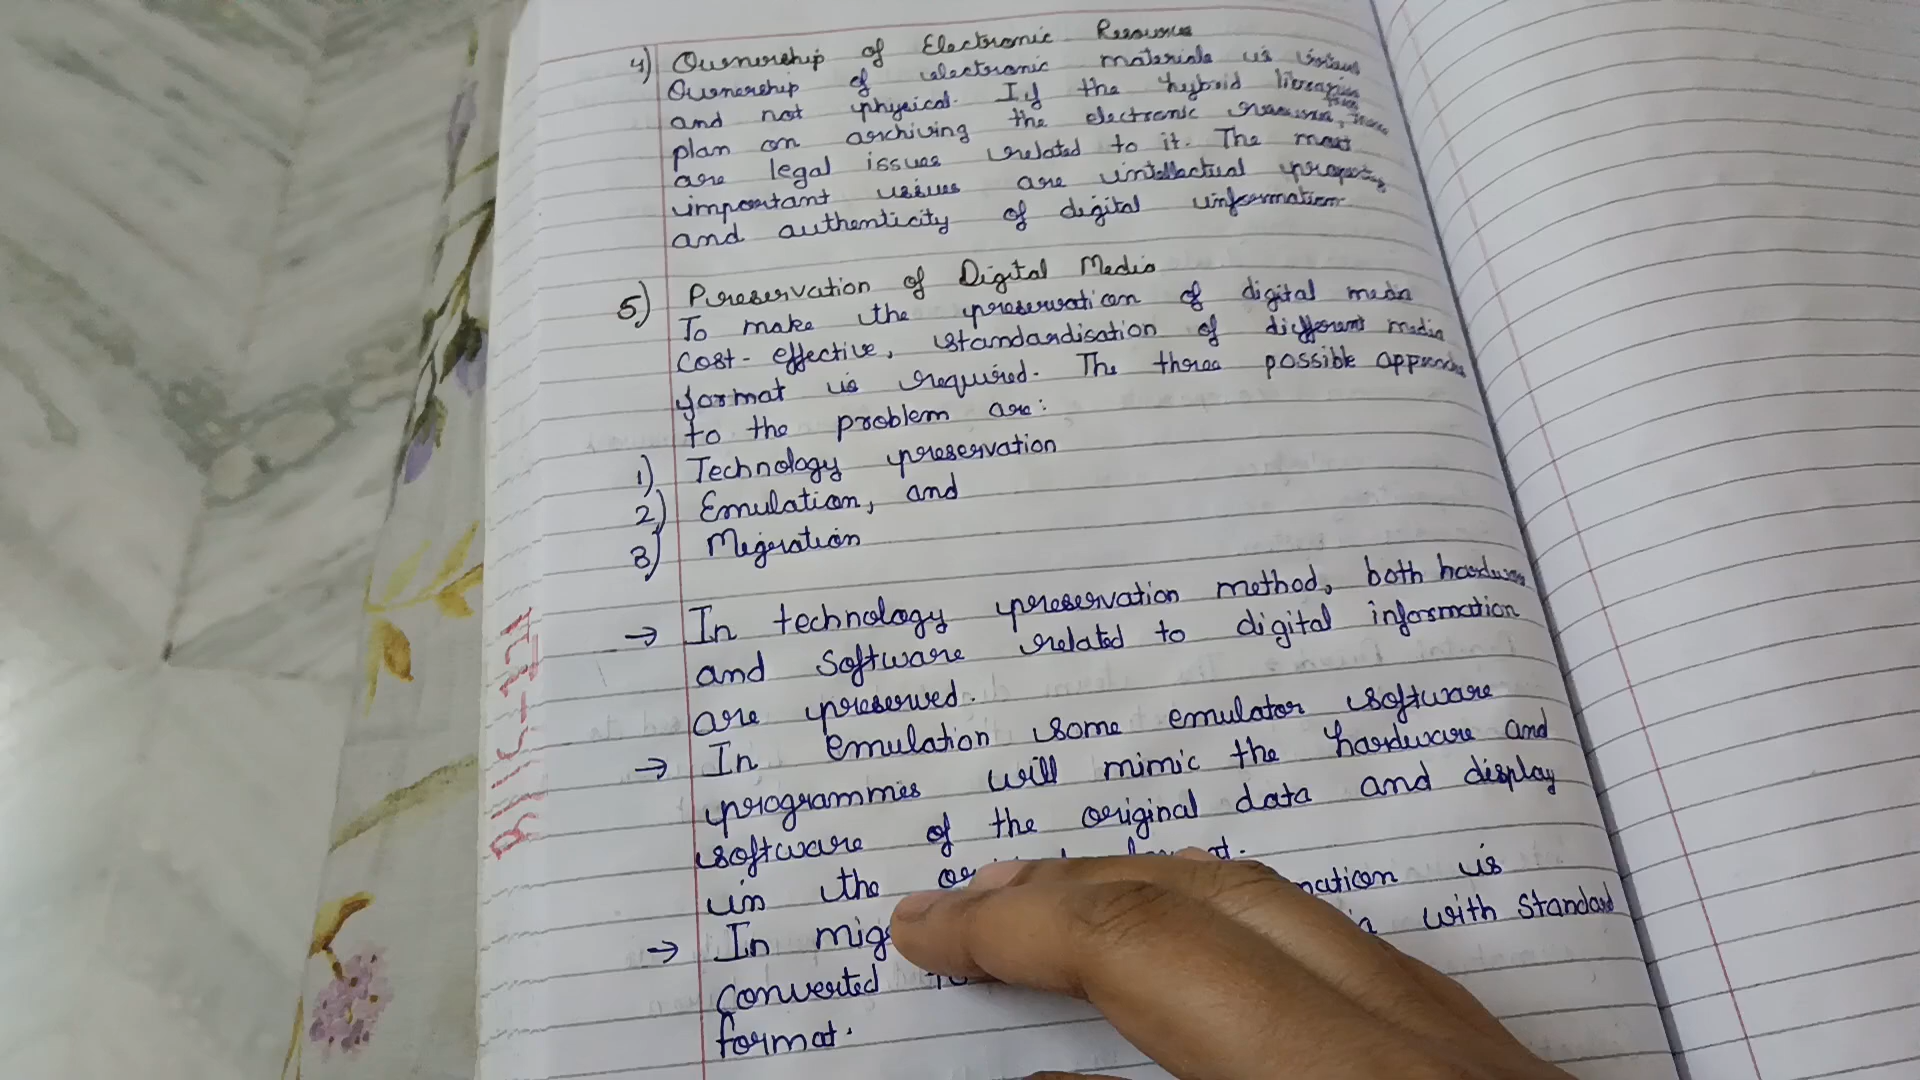 4) Ownership of Electronic Resource
Ownership of electronic materials is virtual
and not physical. If the hybrid libraries
plan on archiving the electronic
are legal issues related to it. The most
important issues are intellectual property
and authenticity of digital information
5) Preservation of Digital Media
To make the preservation of digital media
cost-effective, standardisation of different media
format is required. The three possible
to the problem are:
1) Technology preservation
2) Emulation, and
3) Migration
→ In technology preservation method, both hardware
and software related to digital information
are preserved.
→ In emulation some emulator software
programmes will mimic the hardware and
software of the original data and display
in the
→ In is
converted with standard
format.